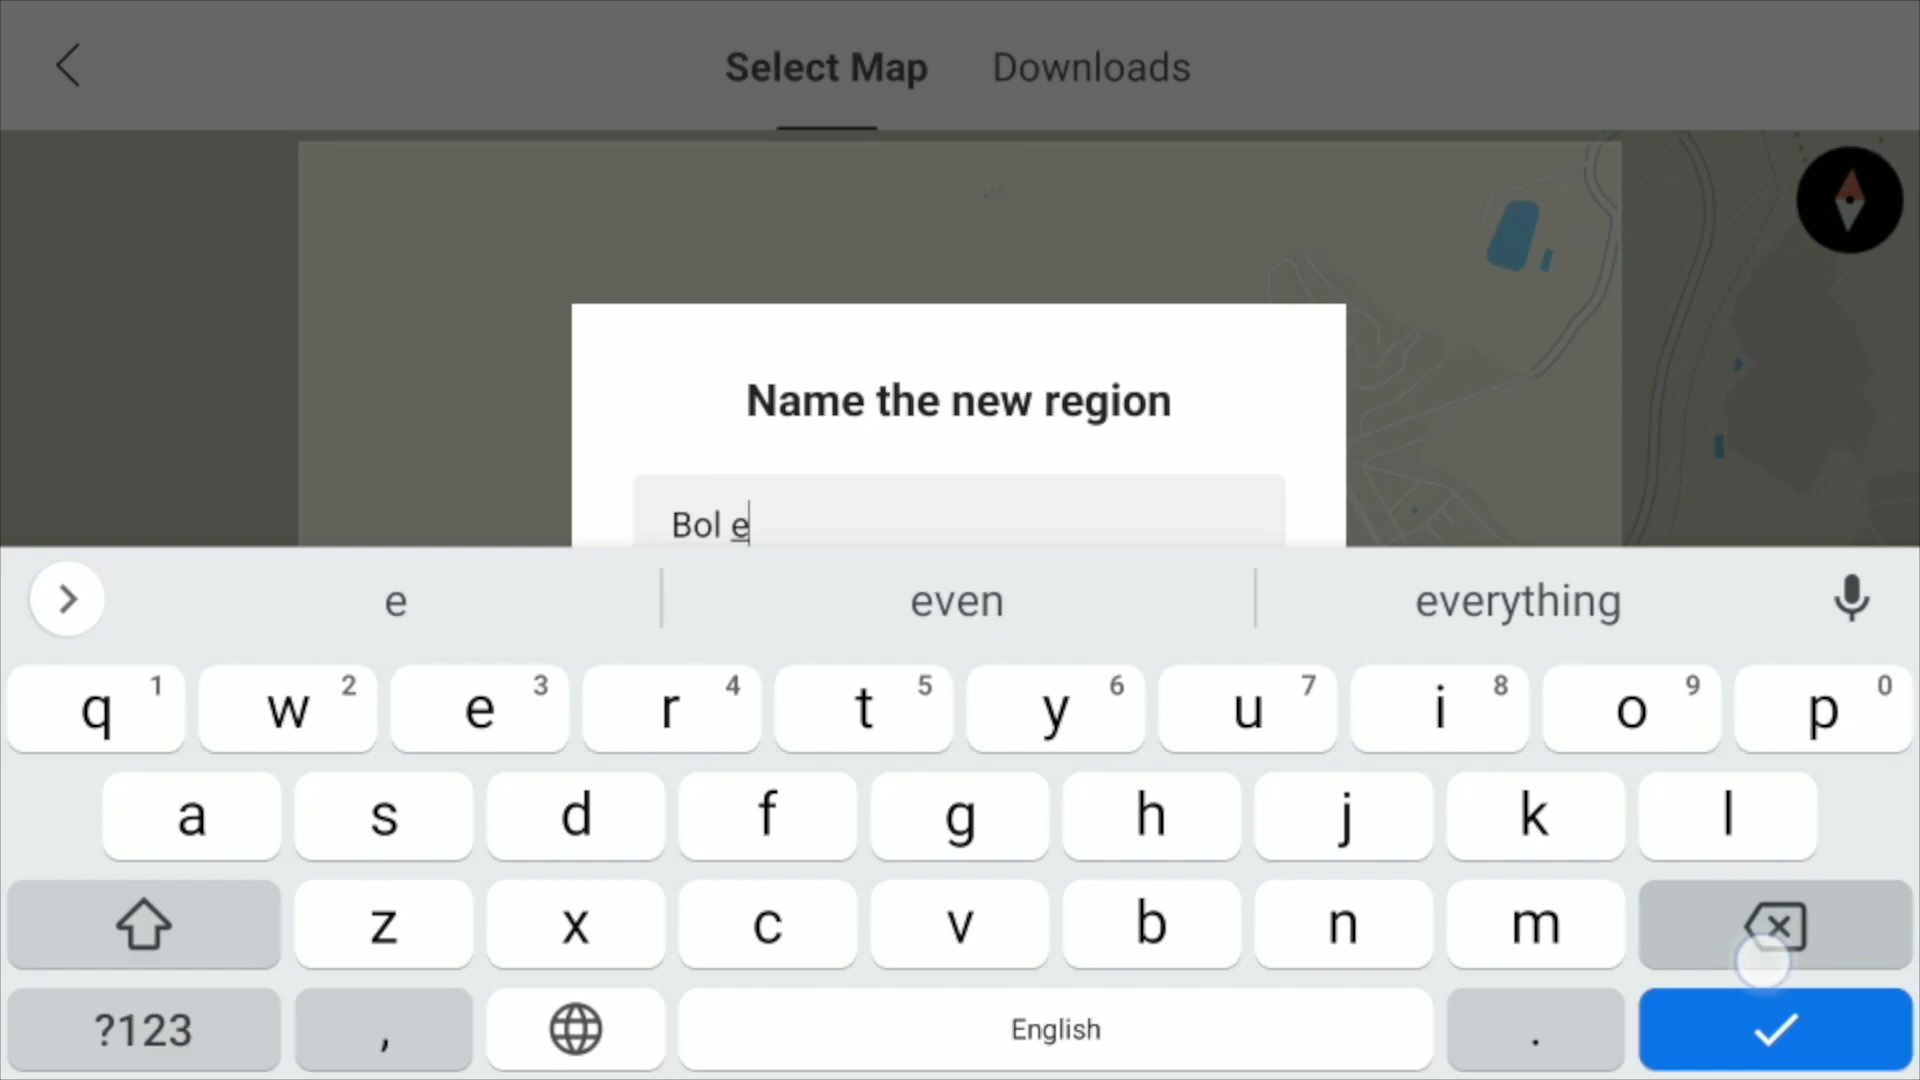 Select Map Downloads
Name the new region
Bol e
e even everything
q 1 w 2 e 3 r 4 t 5 y 6 u 7 i 8 o 9 p 0
a s d f g h j k l
z x c v b n m
?123 , English .